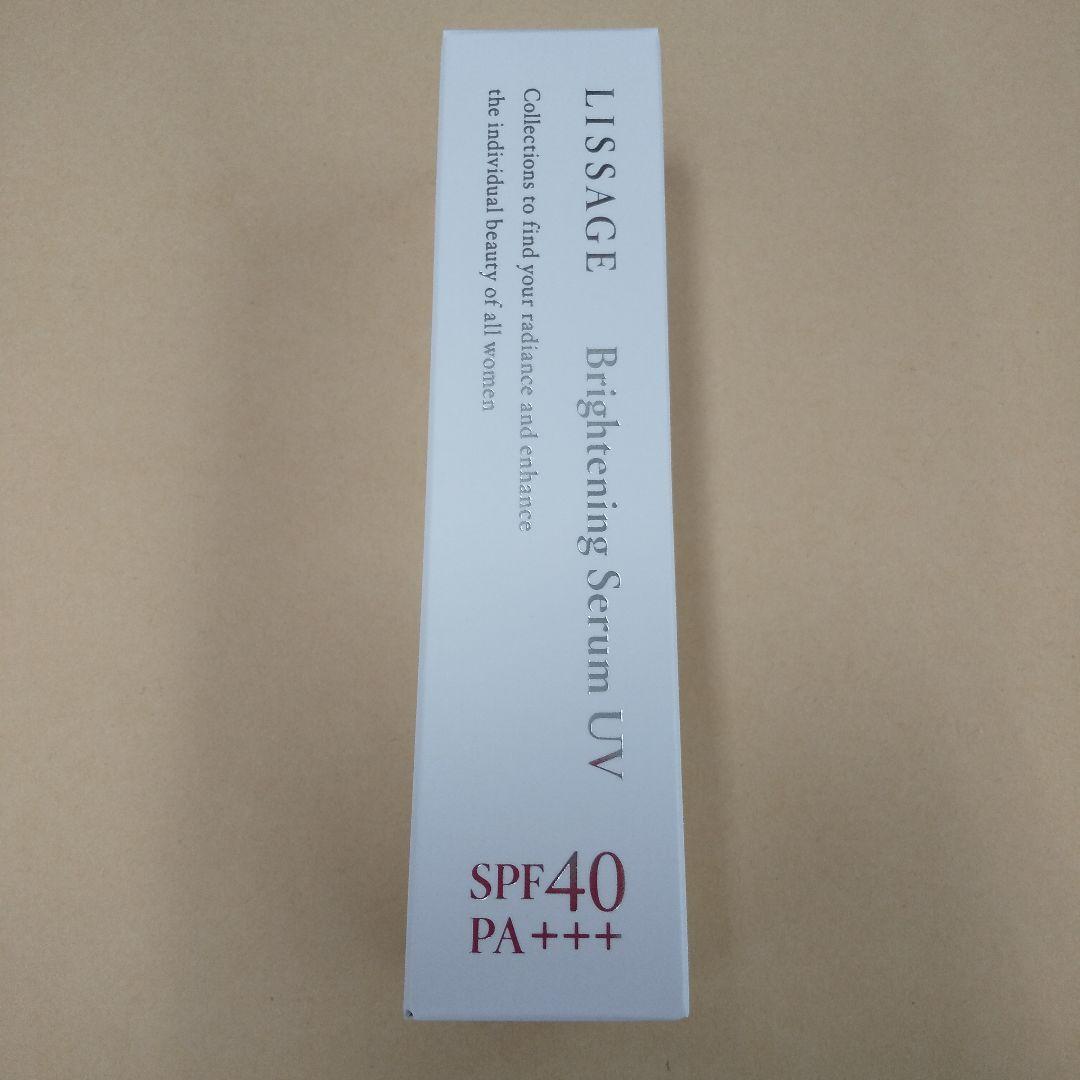 LISSAGE Brightening Serum UV
Collections to find your radiance and enhance
the individual beauty of all women
SPF40
PA+++